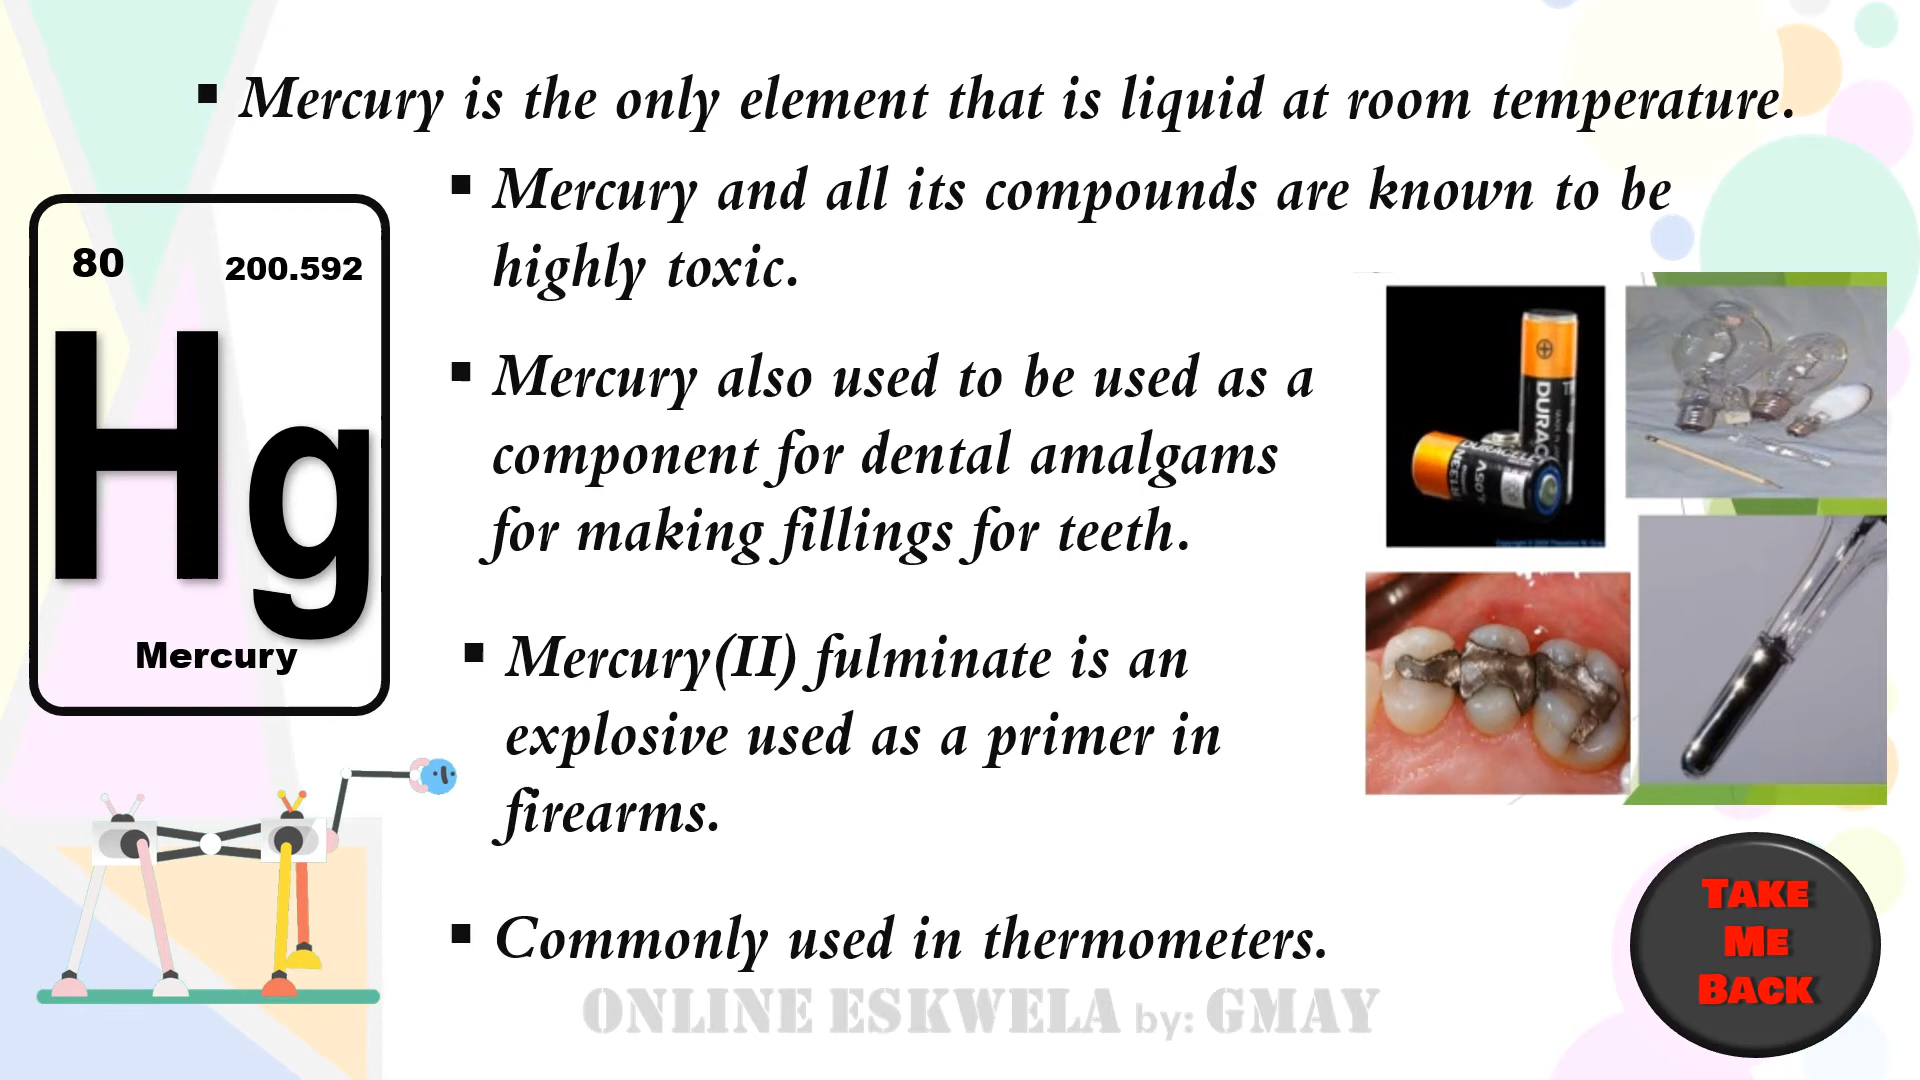 ▪ Mercury is the only element that is liquid at room temperature.
▪ Mercury and all its compounds are known to be
highly toxic.
80
200.592
Hg
Mercury
▪ Mercury also used to be used as a
component for dental amalgams
for making fillings for teeth.
▪ Mercury(II) fulminate is an
explosive used as a primer in
firearms.
▪ Commonly used in thermometers.
DURAC
TAKE
ME
BACK
ONLINE ESKWELA by: GMAY